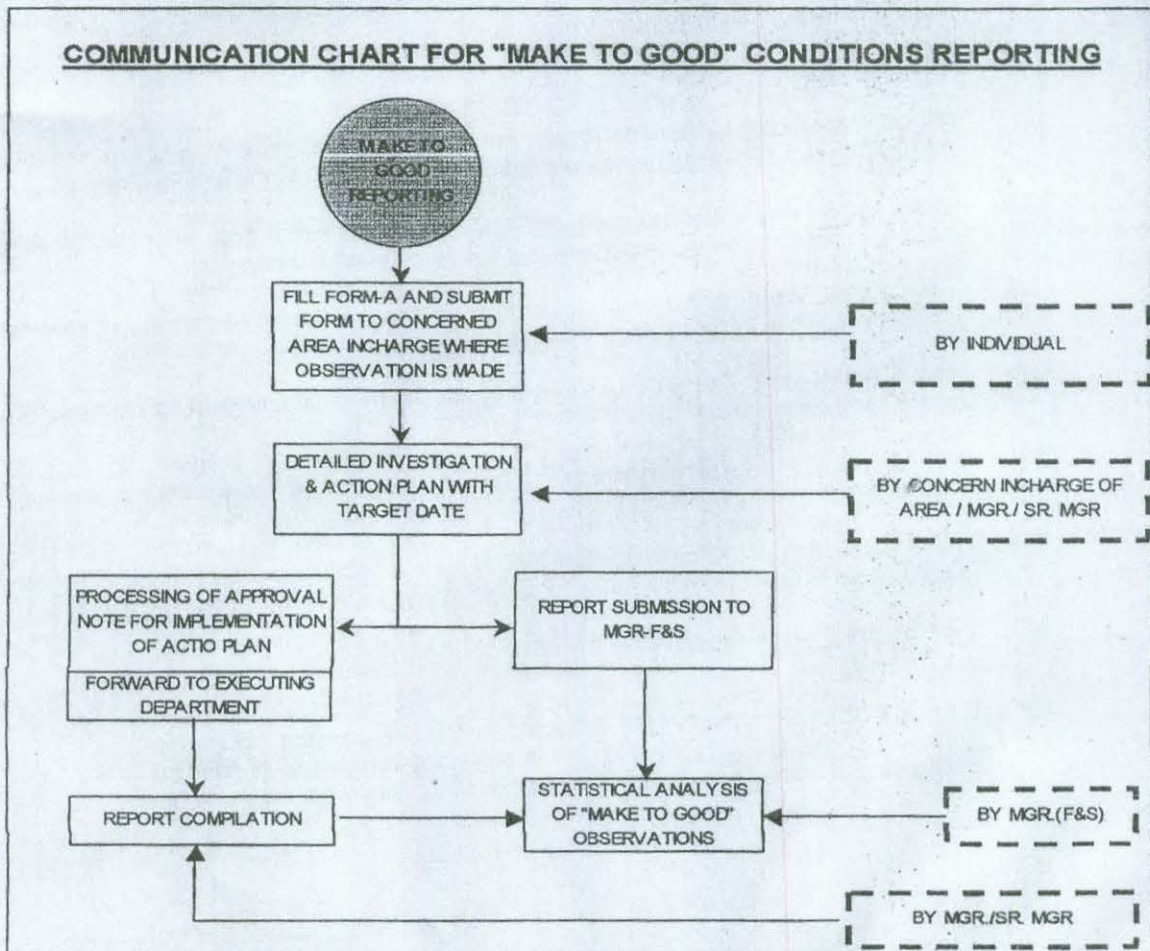 COMMUNICATION CHART FOR "MAKE TO GOOD" CONDITIONS REPORTING
MAKE TO
GOOD
REPORTING
FILL FORM-A AND SUBMIT
FORM TO CONCERNED
AREA INCHARGE WHERE
OBSERVATION IS MADE
BY INDIVIDUAL
DETAILED INVESTIGATION
& ACTION PLAN WITH
TARGET DATE
BY CONCERN INCHARGE OF
AREA / MGR / SR. MGR
PROCESSING OF APPROVAL
NOTE FOR IMPLEMENTATION
OF ACTIO PLAN
FORWARD TO EXECUTING
DEPARTMENT
REPORT SUBMISSION TO
MGR-F&S
REPORT COMPILATION
STATISTICAL ANALYSIS
OF "MAKE TO GOOD"
OBSERVATIONS
BY MGR.(F&S)
BY MGR./SR. MGR